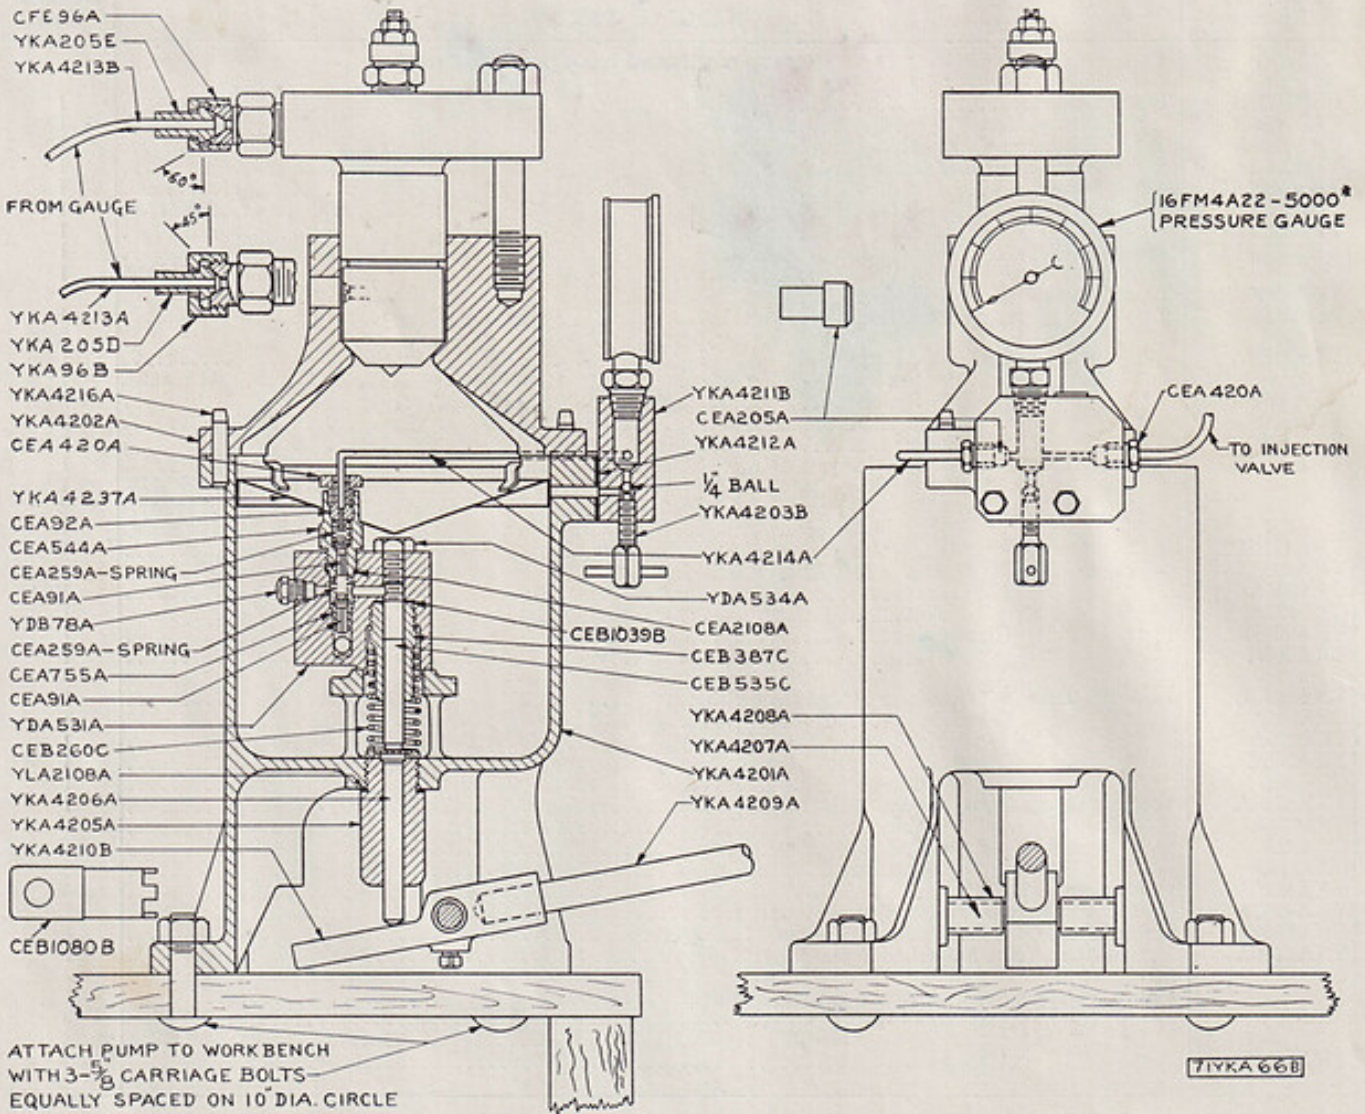 CFE96A
YKA205E
YKA4213B
60°
FROM GAUGE
45°
YKA4213A
YKA205D
YKA96B
YKA4216A
YKA4202A
CEA420A
YKA4237A
CEA92A
CEA544A
CEA259A-SPRING
CEA91A
YDB78A
CEA259A-SPRING
CEA755A
CEA91A
YDA531A
CEB260C
YLA2108A
YKA4206A
YKA4205A
YKA4210B
CEB1080B
ATTACH PUMP TO WORKBENCH
WITH 3-5/8" CARRIAGE BOLTS
EQUALLY SPACED ON 10" DIA. CIRCLE
YKA4211B
CEA205A
YKA4212A
1/4 BALL
YKA4203B
YKA4214A
YDA534A
CEB1039B
CEA2108A
CEB387C
CEB535C
YKA4208A
YKA4207A
YKA4201A
YKA4209A
16FM4A22-5000#
PRESSURE GAUGE
CEA420A
TO INJECTION
VALVE
71YKA66B